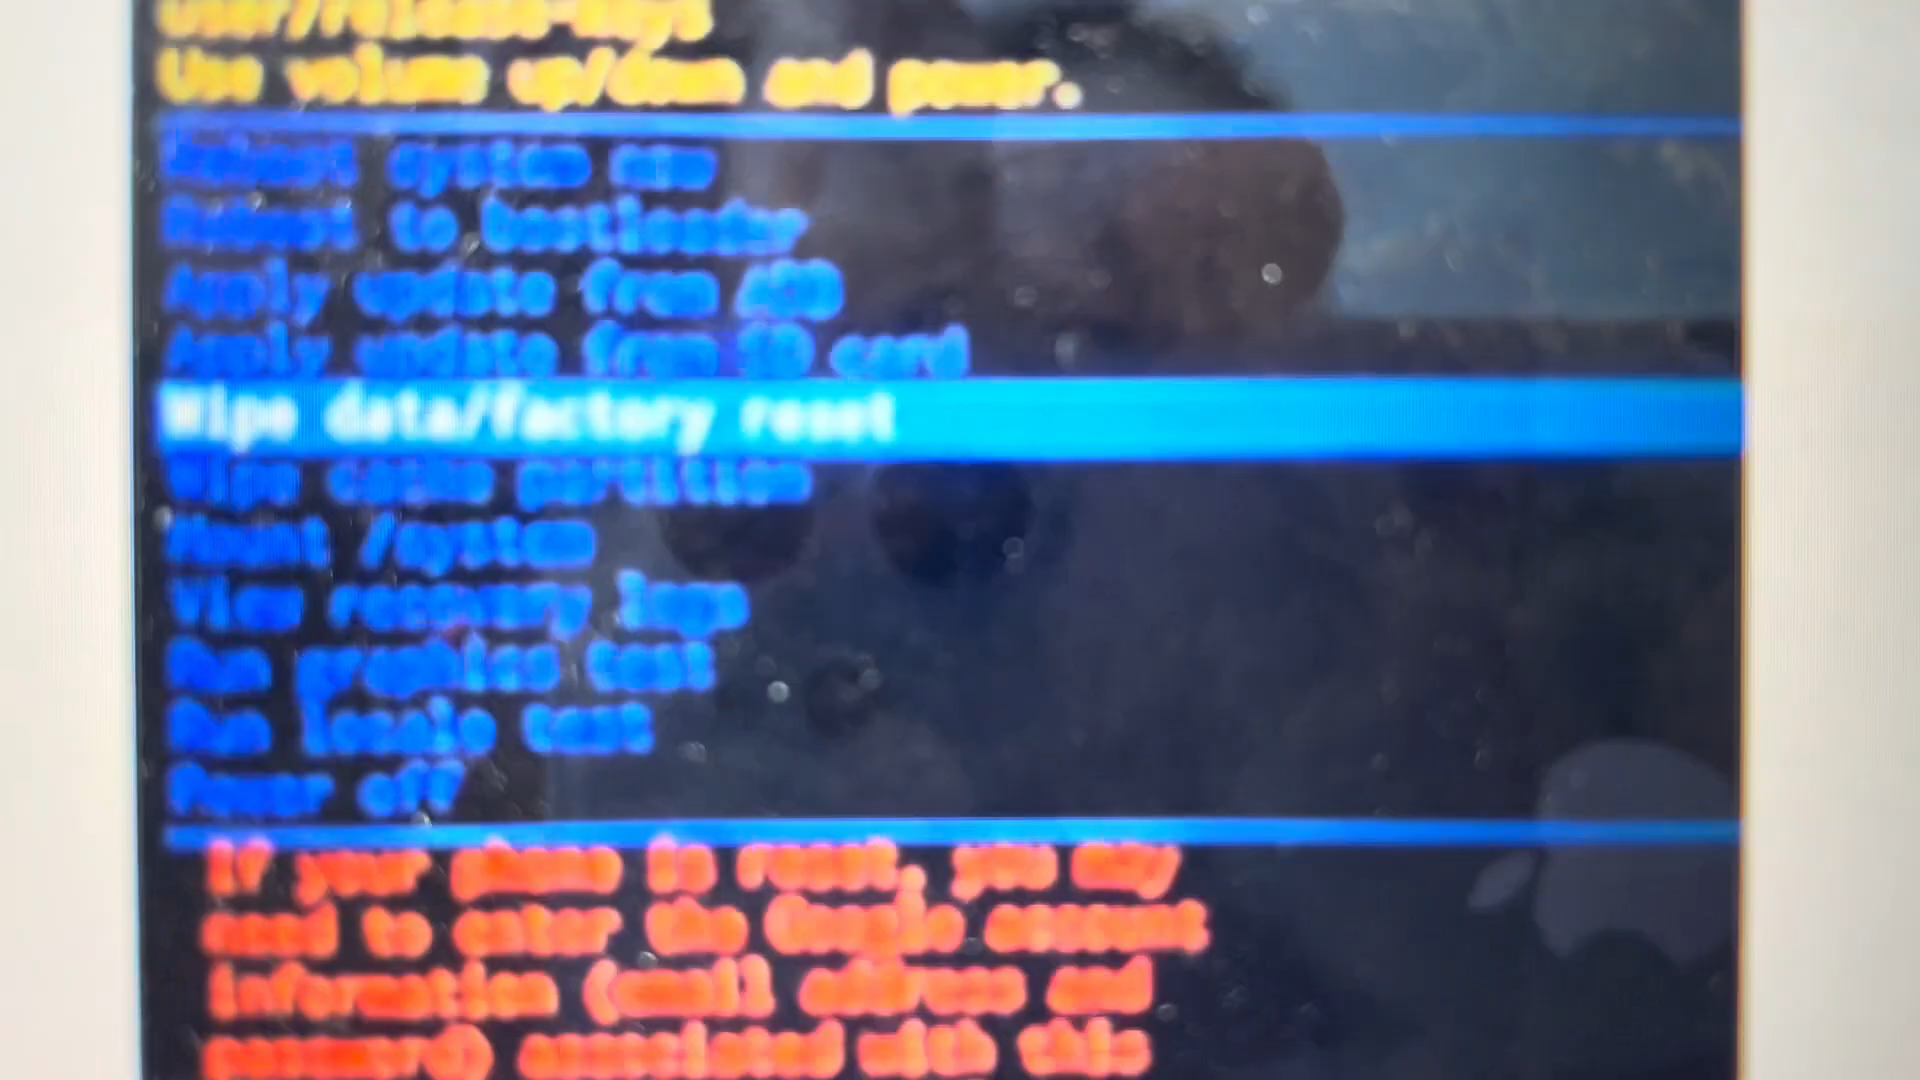 user/release-keys
Use volume up/down and power.
Reboot system now
Reboot to bootloader
Apply update from ADB
Apply update from SD card
Wipe data/factory reset
Wipe cache partition
Mount /system
View recovery logs
Run graphics test
Run locale test
Power off
If your phone is reset, you may
need to enter the Google account
information (email address and
password) associated with this